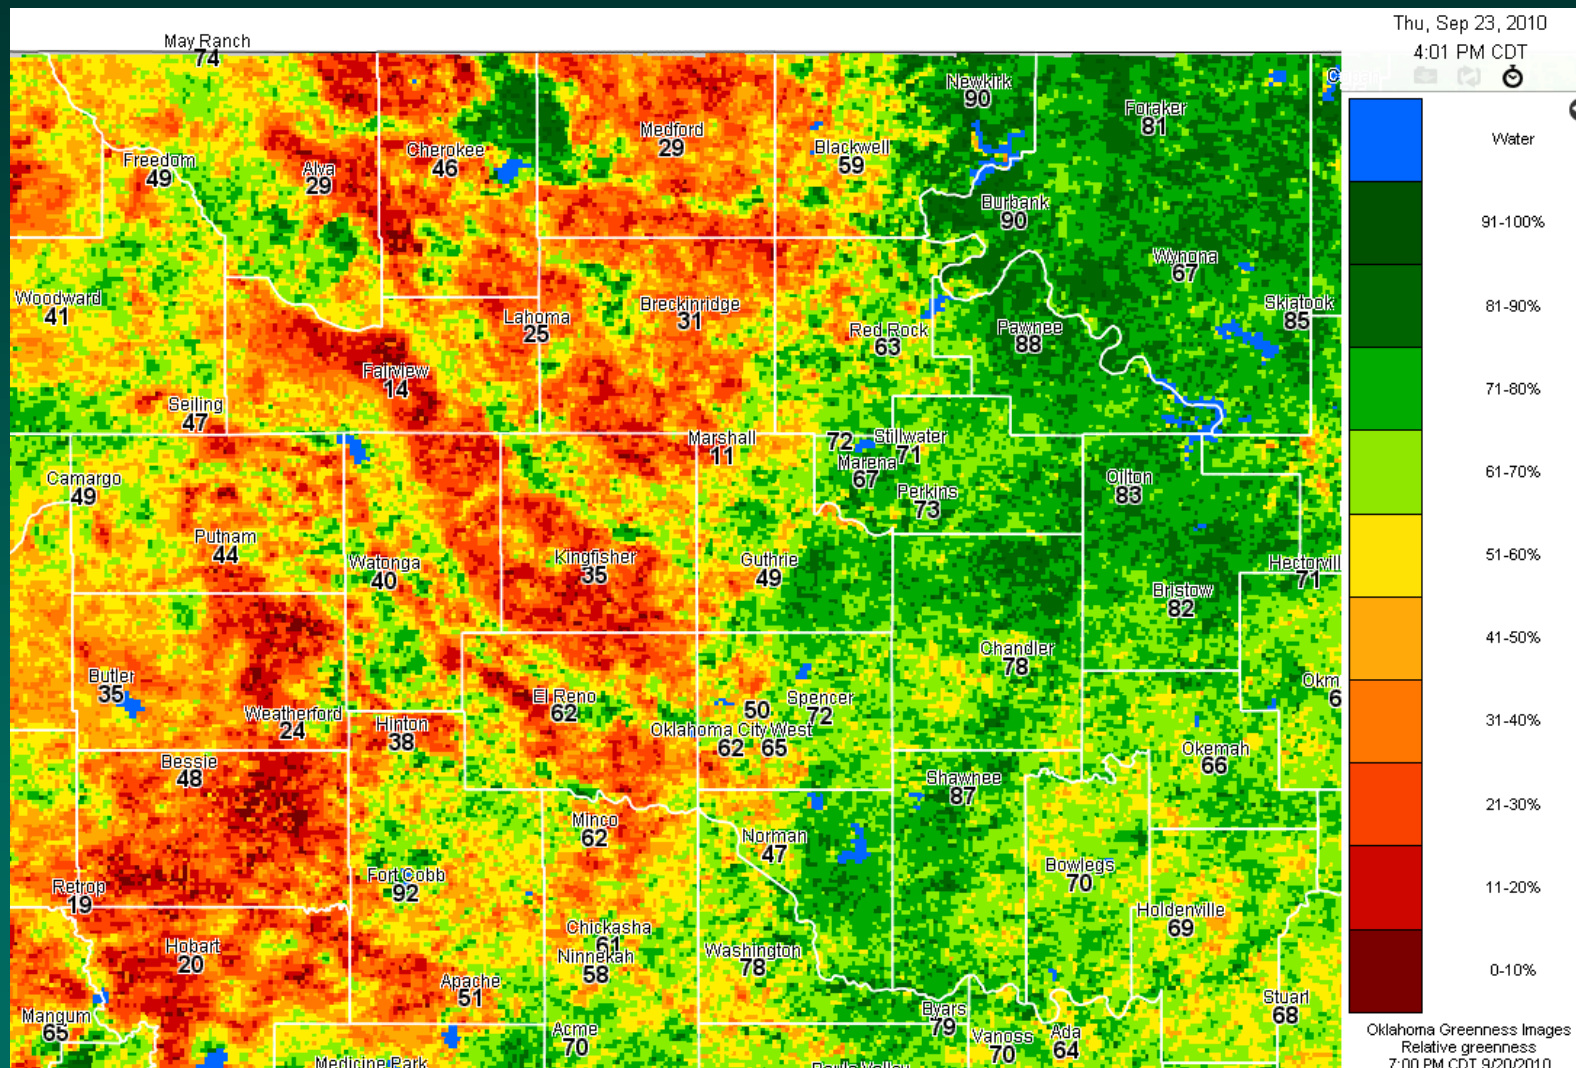 Thu, Sep 23, 2010
4:01 PM CDT
May Ranch
74
Newkirk
90
Foraker
81
Medford
29
Cherokee
46
Blackwell
59
Freedom
49
Alva
29
Burbank
90
Wynona
67
Woodward
41
Breckinridge
31
Lahoma
25
Skiatook
85
Red Rock
63
Pawnee
88
Fairview
14
Seiling
47
Marshall
11
72
Stillwater
71
Marena
67
Camargo
49
Oilton
83
Perkins
73
Putnam
44
Watonga
40
Kingfisher
35
Guthrie
49
Hectorvill
71
Bristow
82
Chandler
78
Butler
35
El Reno
62
Spencer
72
50
Okm
6
Weatherford
24
Hinton
38
Oklahoma City West
62 65
Okemah
66
Bessie
48
Shawnee
87
Minco
62
Norman
47
Bowlegs
70
Fort Cobb
92
Retrop
19
Holdenville
69
Chickasha
61
Hobart
20
Ninnekah
58
Washington
78
Apache
51
Stuart
68
Mangum
65
Byars
79
Acme
70
Vanoss
70
Ada
64
Medicine Park
Water
91-100%
81-90%
71-80%
61-70%
51-60%
41-50%
31-40%
21-30%
11-20%
0-10%
Oklahoma Greenness Images
Relative greenness
7:00 PM CDT 9/20/2010